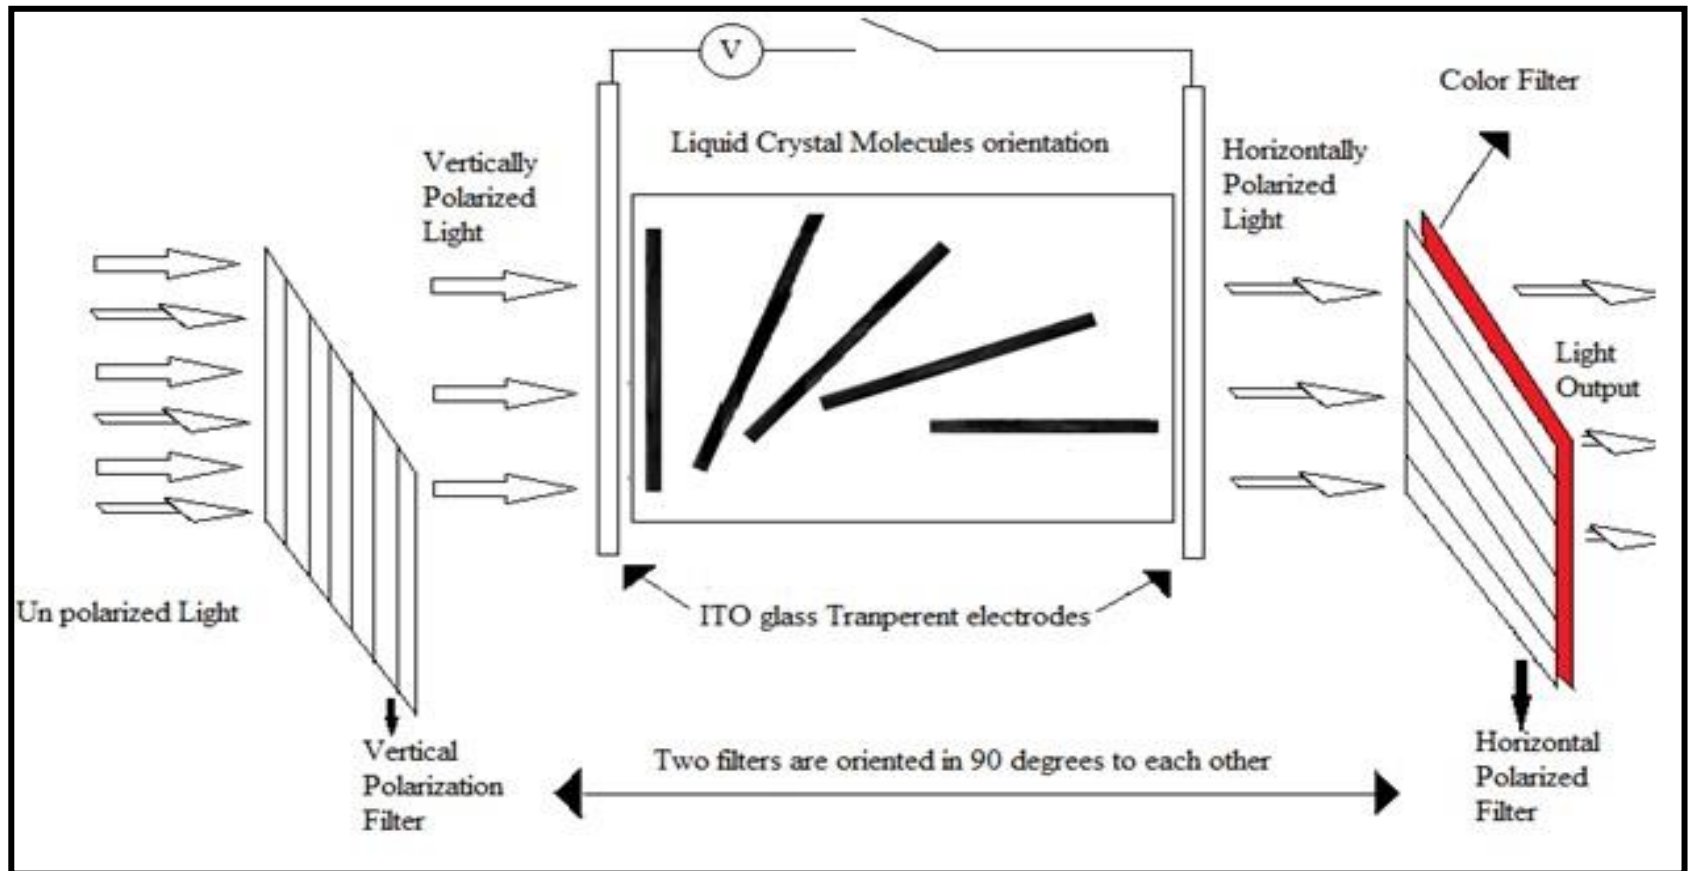 V
Color Filter
Liquid Crystal Molecules orientation
Vertically
Polarized
Light
Horizontally
Polarized
Light
Light
Output
Un polarized Light
ITO glass Tranperent electrodes
Vertical
Polarization
Filter
Two filters are oriented in 90 degrees to each other
Horizontal
Polarized
Filter